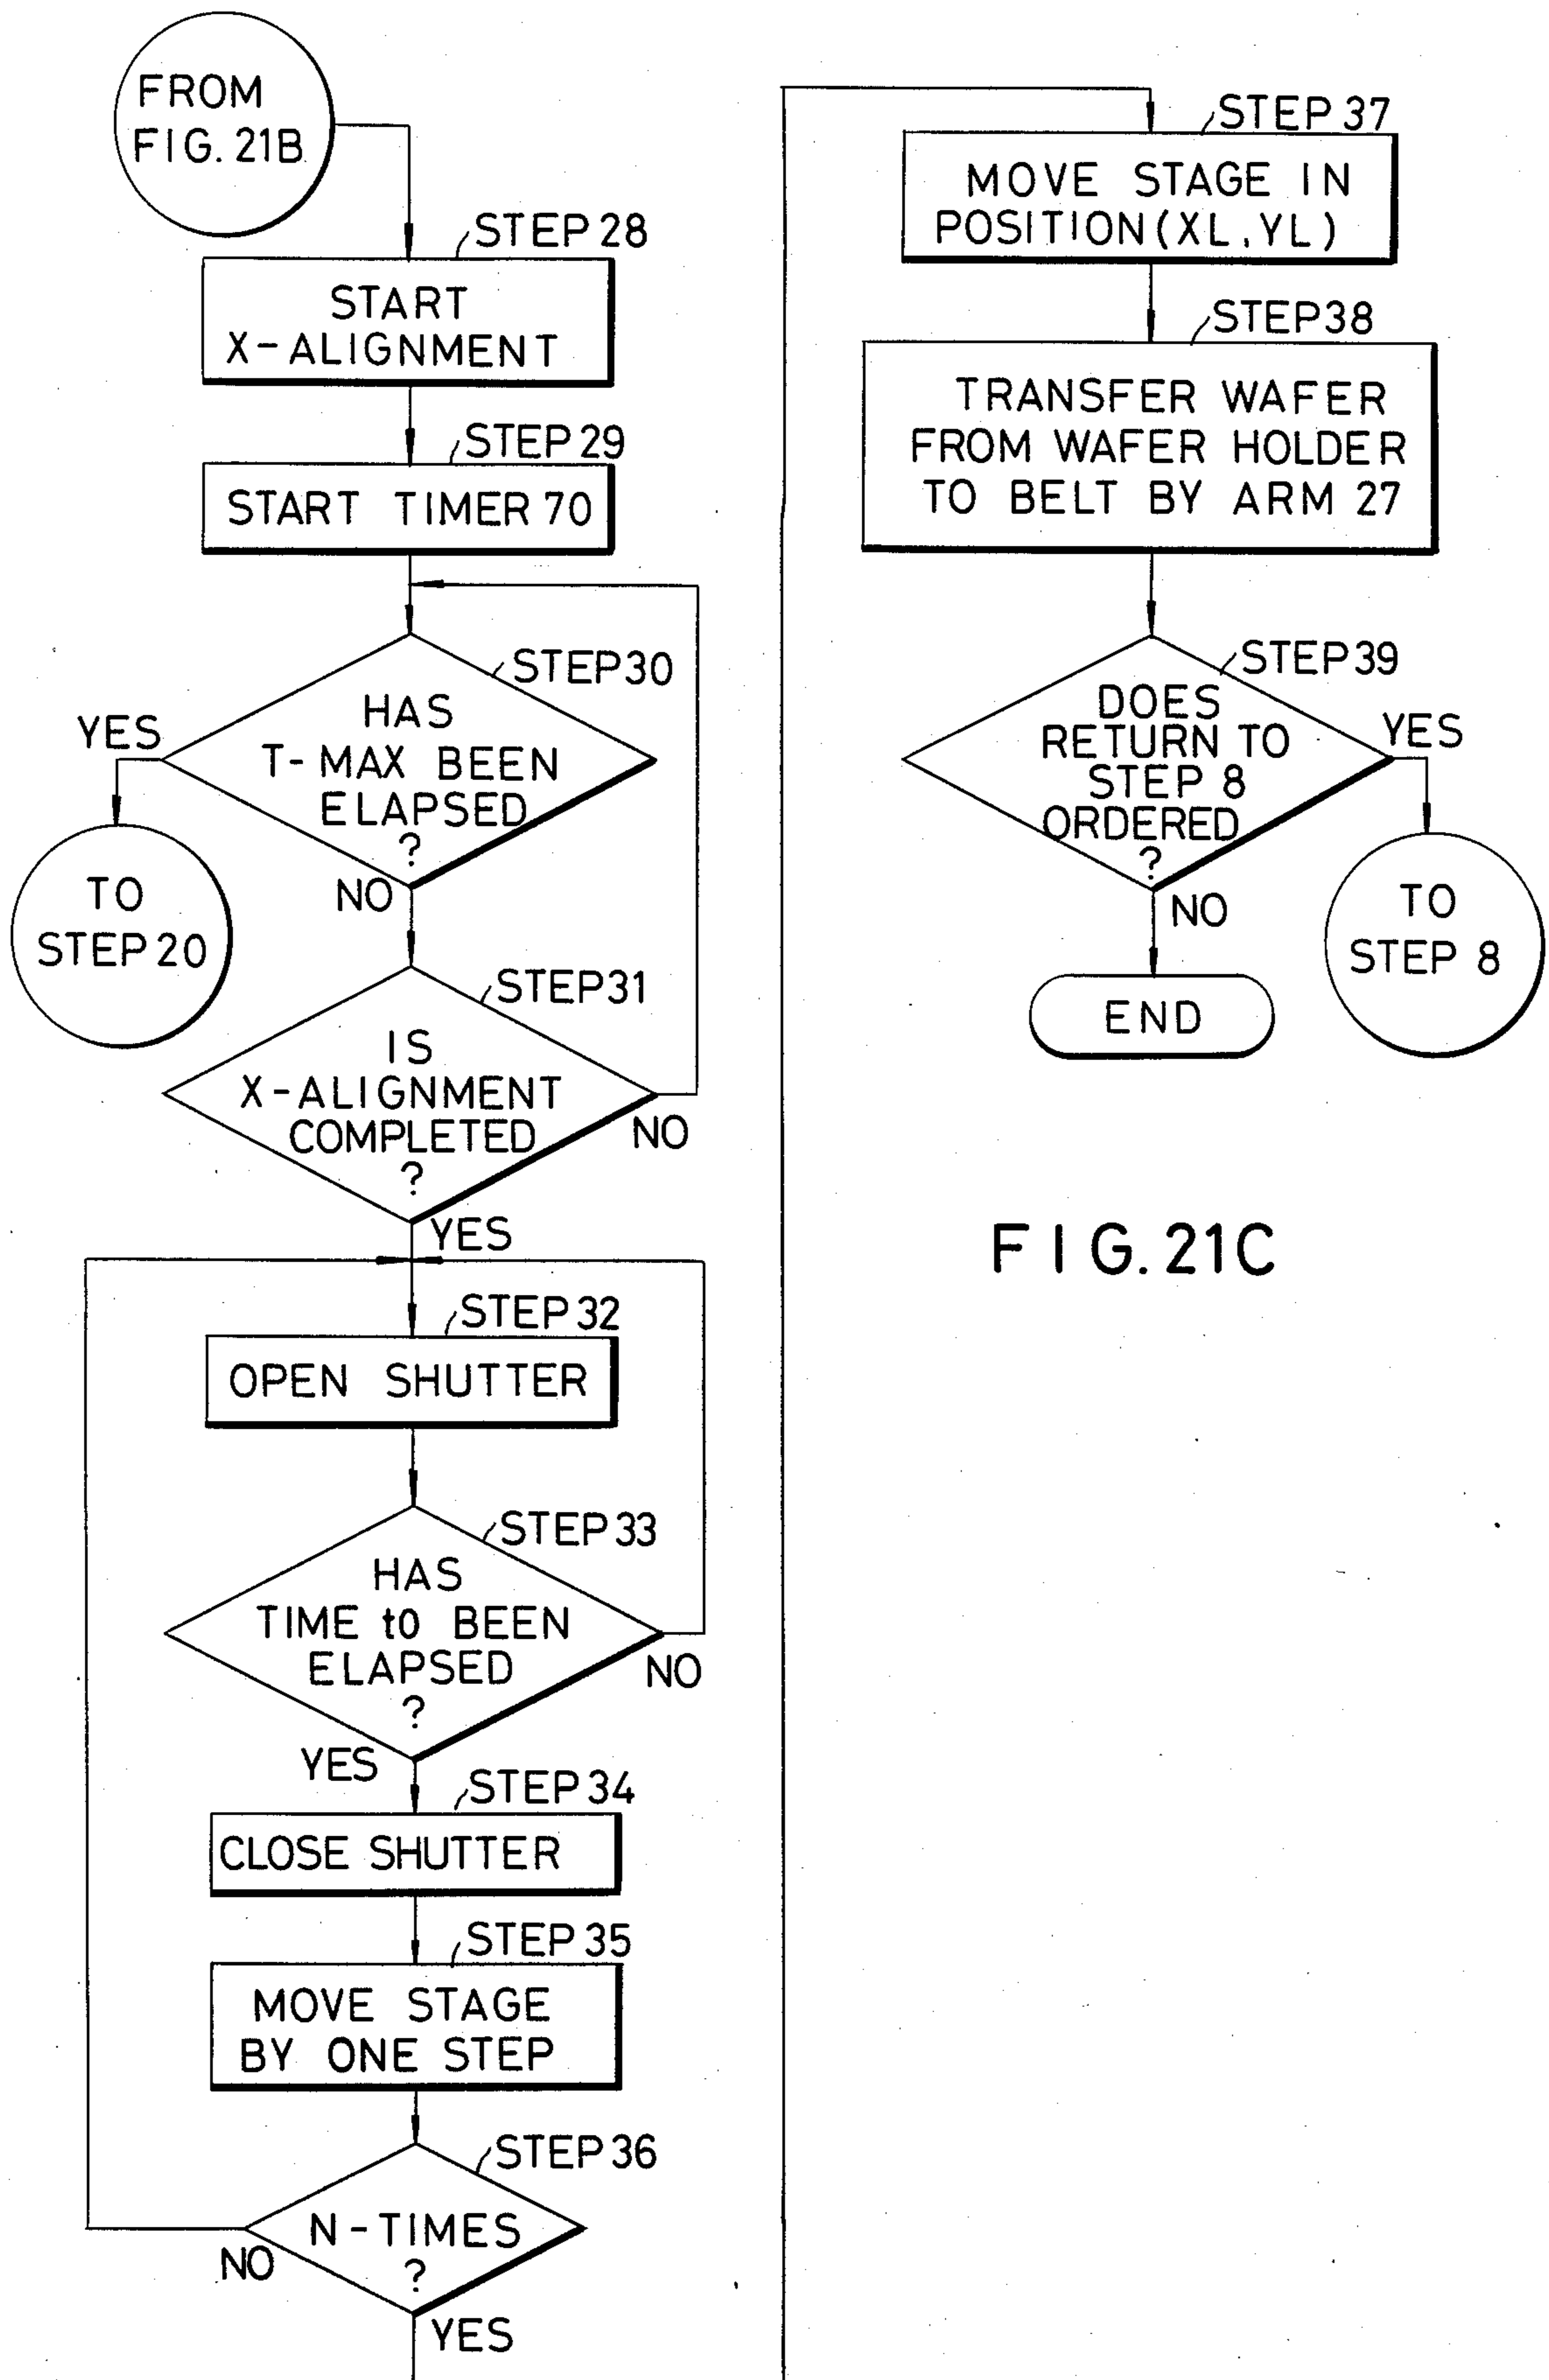 FROM
FIG. 21B
STEP 28
START
X-ALIGNMENT
STEP 29
START TIMER 70
STEP 30
HAS
T-MAX BEEN
ELAPSED
?
YES
NO
TO
STEP 20
STEP 31
IS
X-ALIGNMENT
COMPLETED
?
NO
YES
STEP 32
OPEN SHUTTER
STEP 33
HAS
TIME to BEEN
ELAPSED
?
NO
YES
STEP 34
CLOSE SHUTTER
STEP 35
MOVE STAGE
BY ONE STEP
STEP 36
N-TIMES
?
NO
YES
STEP 37
MOVE STAGE IN
POSITION (XL, YL)
STEP 38
TRANSFER WAFER
FROM WAFER HOLDER
TO BELT BY ARM 27
STEP 39
DOES
RETURN TO
STEP 8
ORDERED
?
YES
NO
TO
STEP 8
END
FIG. 21C